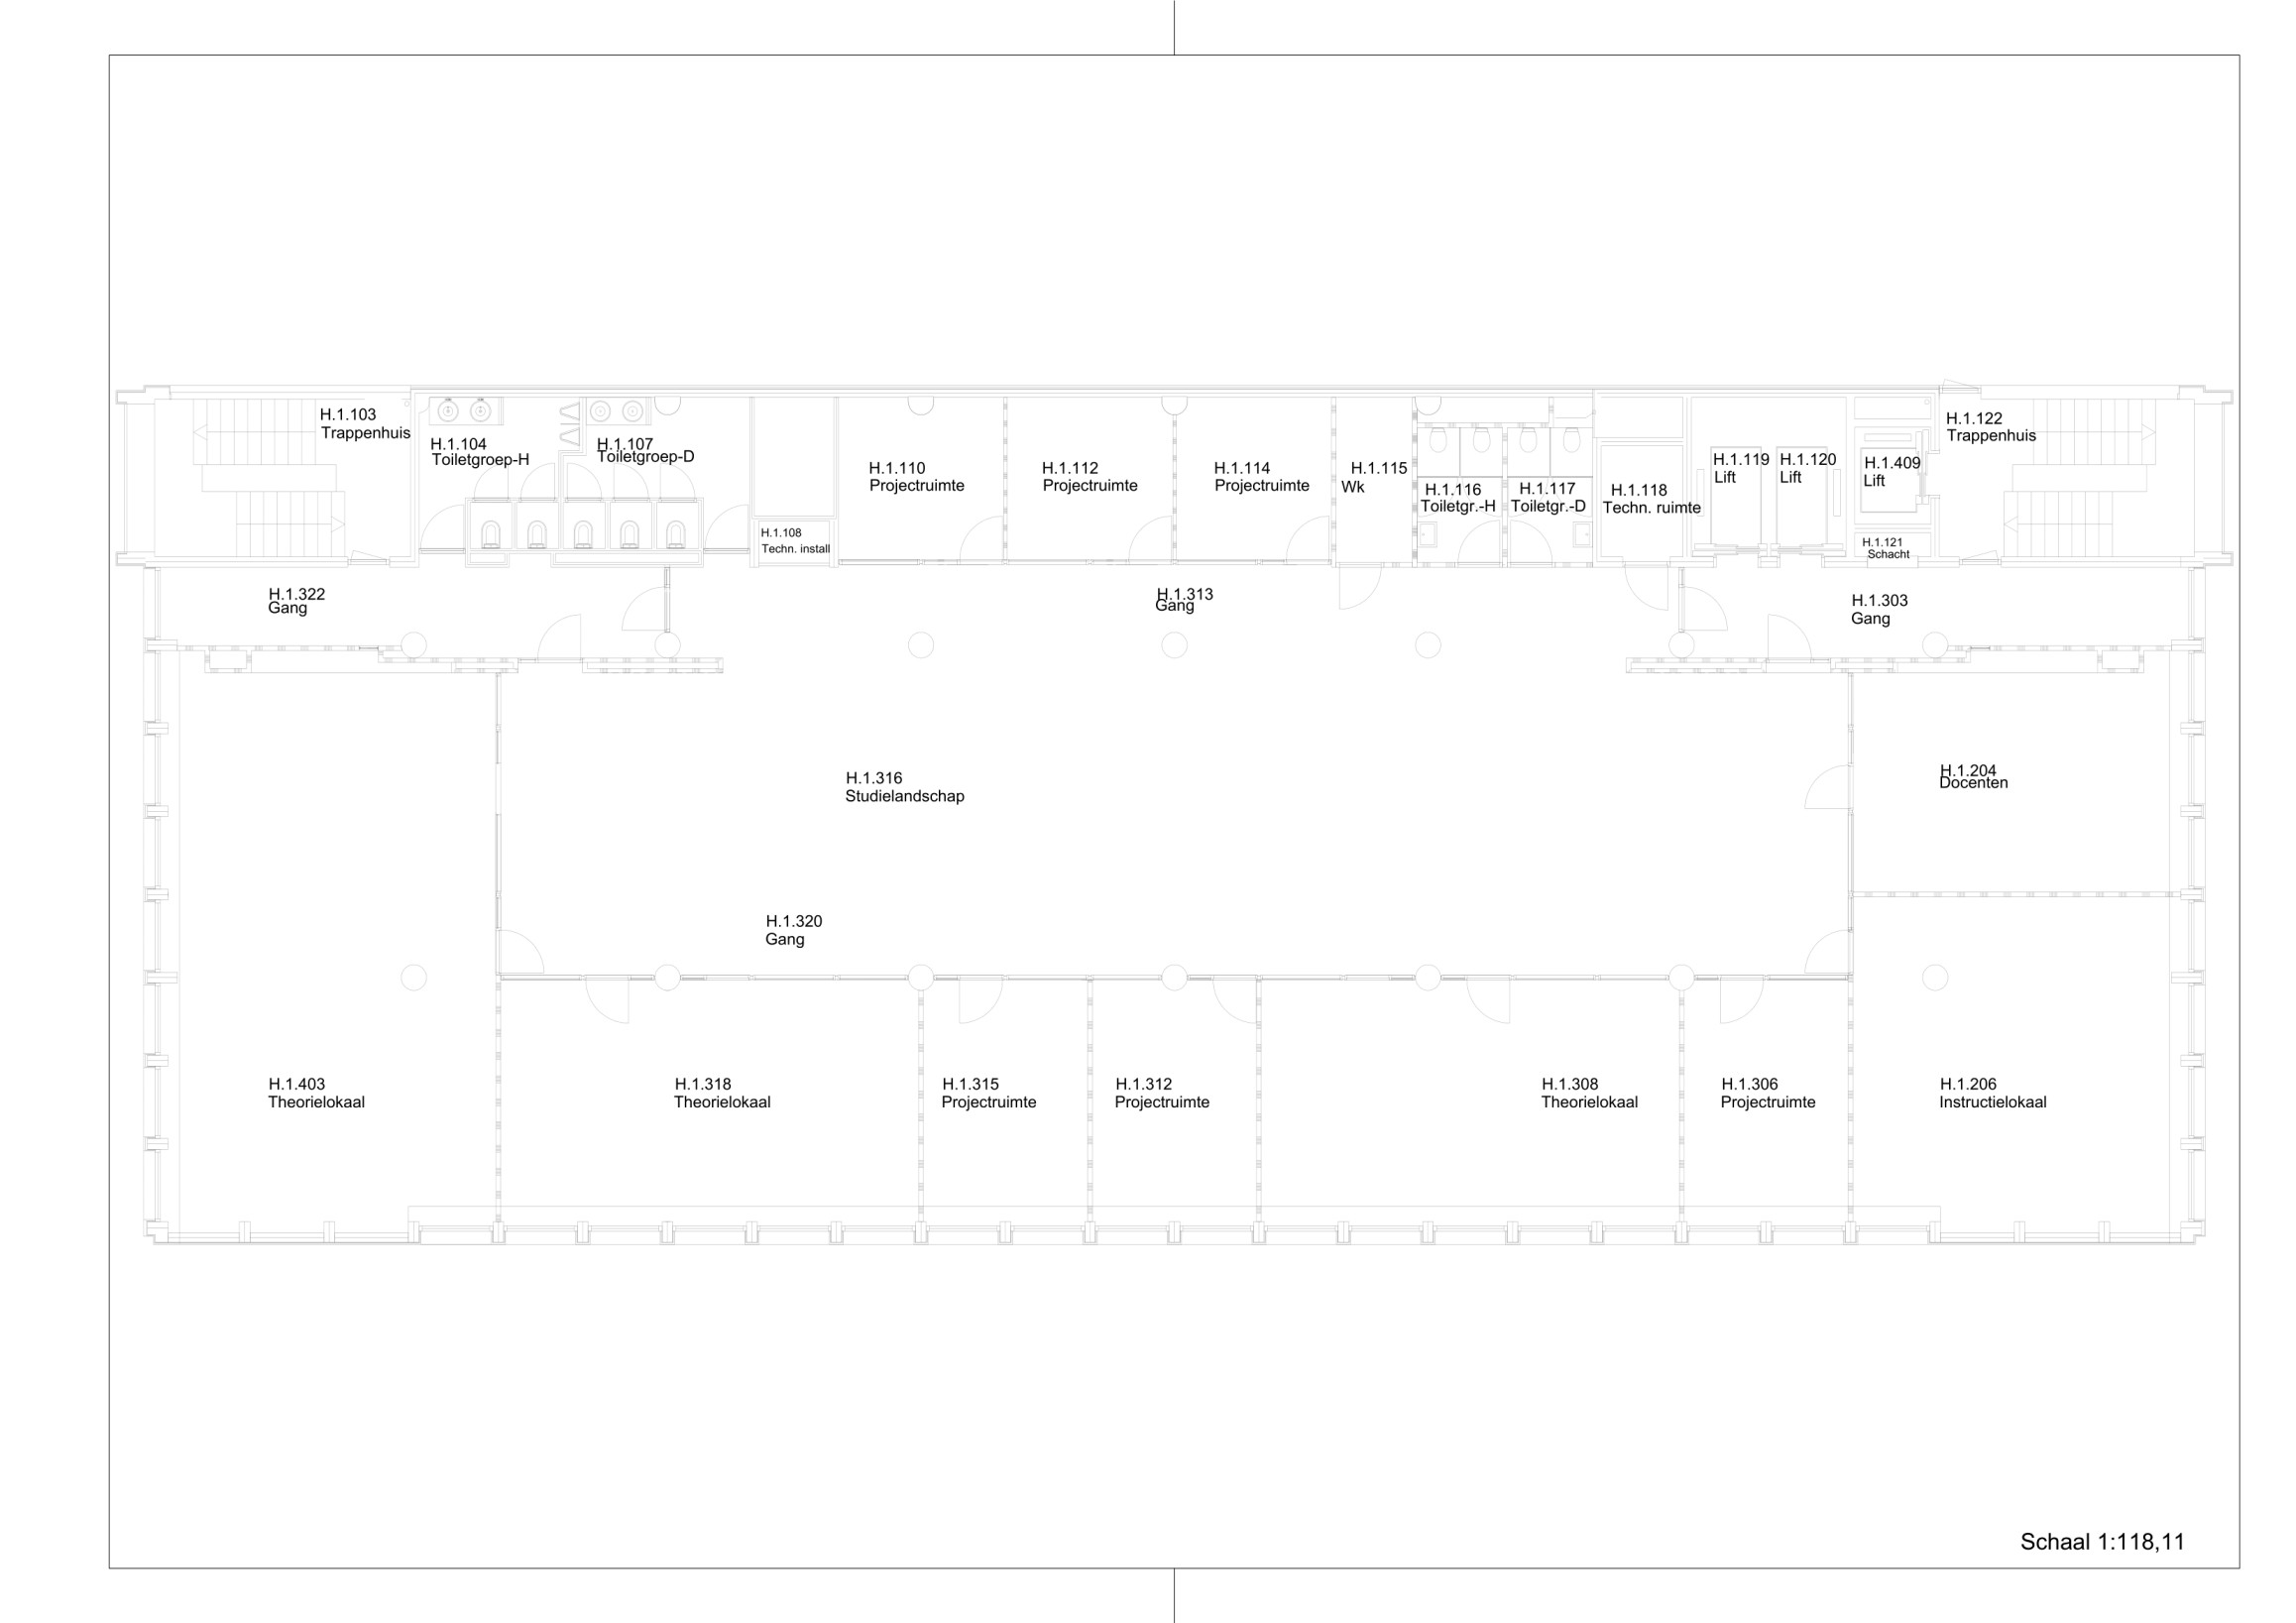 H.1.103
Trappenhuis
H.1.104
Toiletgroep-H
H.1.107
Toiletgroep-D
H.1.108
Techn. install
H.1.110
Projectruimte
H.1.112
Projectruimte
H.1.114
Projectruimte
H.1.115
Wk
H.1.116
Toiletgr.-H
H.1.117
Toiletgr.-D
H.1.118
Techn. ruimte
H.1.119
Lift
H.1.120
Lift
H.1.409
Lift
H.1.121
Schacht
H.1.122
Trappenhuis
H.1.322
Gang
H.1.313
Gang
H.1.303
Gang
H.1.316
Studielandschap
H.1.204
Docenten
H.1.320
Gang
H.1.403
Theorielokaal
H.1.318
Theorielokaal
H.1.315
Projectruimte
H.1.312
Projectruimte
H.1.308
Theorielokaal
H.1.306
Projectruimte
H.1.206
Instructielokaal
Schaal 1:118,11